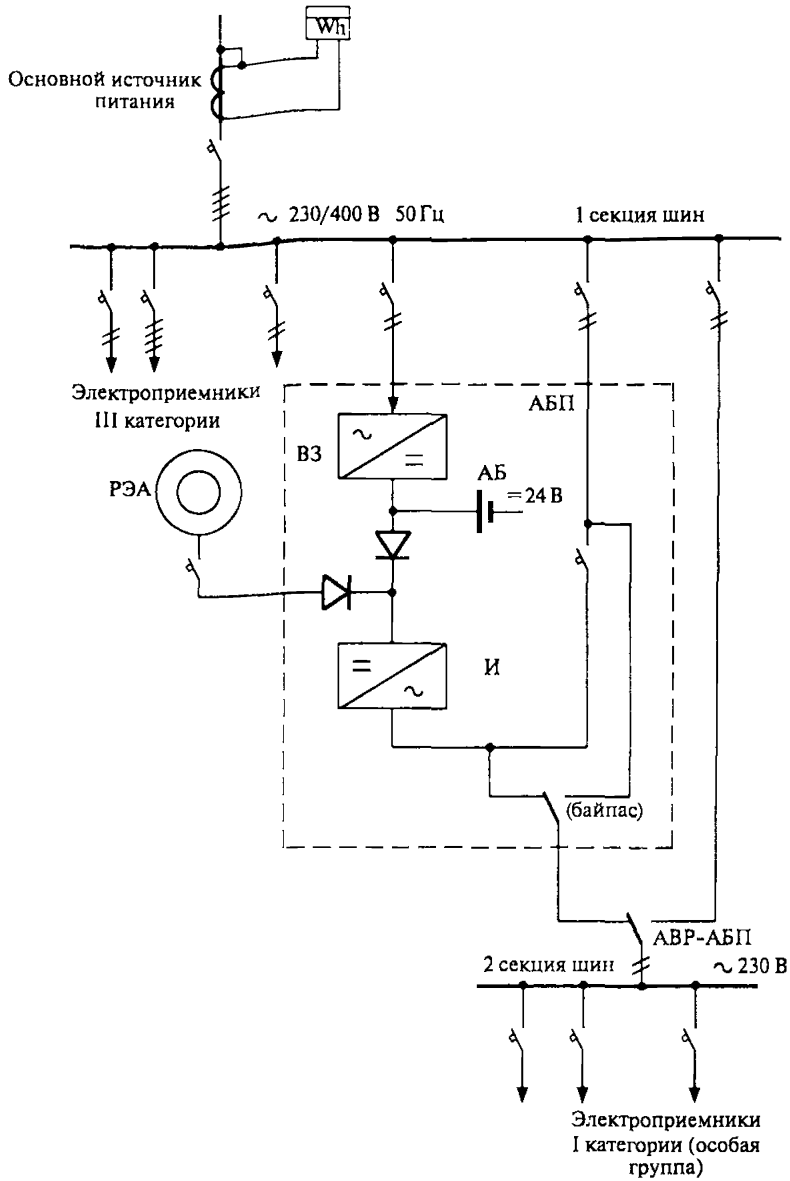 Wh
Основной источник
питания
~ 230/400 В 50 Гц
1 секция шин
Электроприемники
III категории
АБП
ВЗ
АБ
= 24 В
РЭА
И
(байпас)
АВР-АБП
2 секция шин
~ 230 В
Электроприемники
I категории (особая
группа)